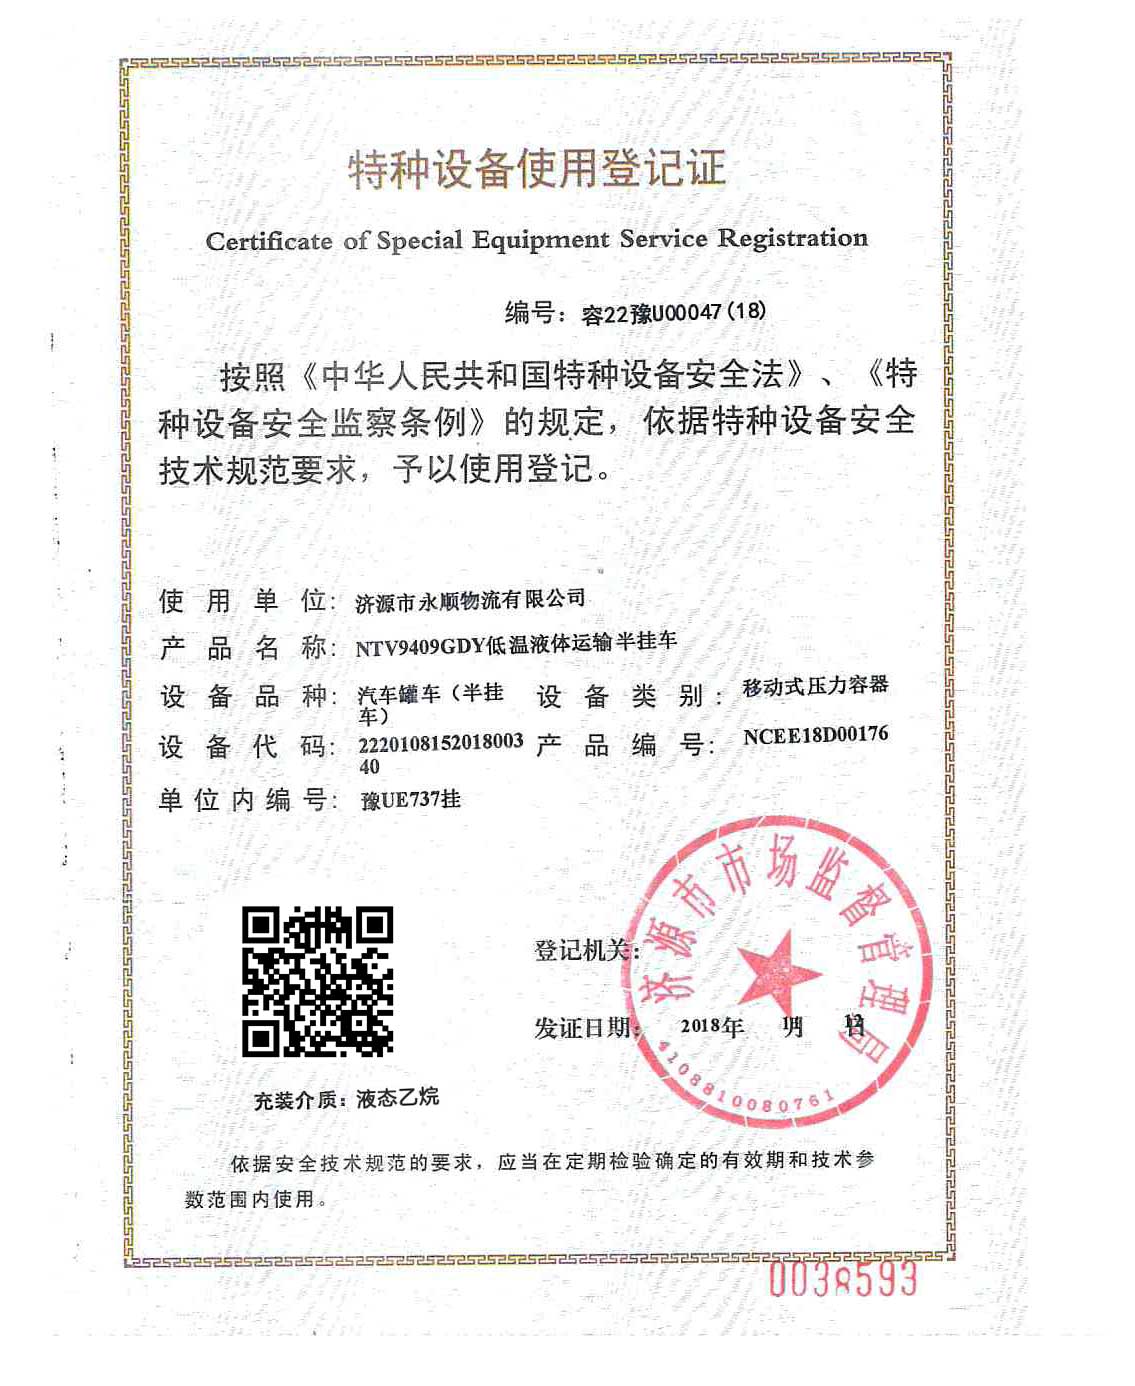 特种设备使用登记证
Certificate of Special Equipment Service Registration
编号：容22豫U00047(18)
按照《中华人民共和国特种设备安全法》、《特
种设备安全监察条例》的规定，依据特种设备安全
技术规范要求，予以使用登记。
使用单位：济源市永顺物流有限公司
产品名称：NTV9409GDY低温液体运输半挂车
设备品种：汽车罐车（半挂
车）
设备类别：移动式压力容器
设备代码：2220108152018003
40
产品编号：NCEE18D00176
单位内编号：豫UE737挂
济源市市场监督管理局
登记机关：
发证日期：2018年 月 12日
4108810080761
充装介质：液态乙烷
依据安全技术规范的要求，应当在定期检验确定的有效期和技术参
数范围内使用。
0038593